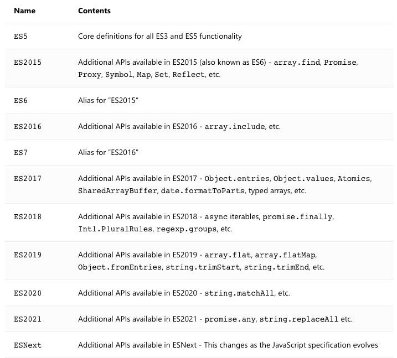 Name Contents
ES5 Core definitions for all ES3 and ES5 functionality
ES2015 Additional APIs available in ES2015 (also known as ES6) - array.find, Promise,
Proxy, Symbol, Map, Set, Reflect, etc.
ES6 Alias for "ES2015"
ES2016 Additional APIs available in ES2016 - array.include, etc.
ES7 Alias for "ES2016"
ES2017 Additional APIs available in ES2017 - Object.entries, Object.values, Atomics,
SharedArrayBuffer, date.formatToParts, typed arrays, etc.
ES2018 Additional APIs available in ES2018 - async iterables, promise.finally,
Intl.PluralRules, regexp.groups, etc.
ES2019 Additional APIs available in ES2019 - array.flat, array.flatMap,
Object.fromEntries, string.trimStart, string.trimEnd, etc.
ES2020 Additional APIs available in ES2020 - string.matchAll, etc.
ES2021 Additional APIs available in ES2021 - promise.any, string.replaceAll etc.
ESNext Additional APIs available in ESNext - This changes as the JavaScript specification evolves